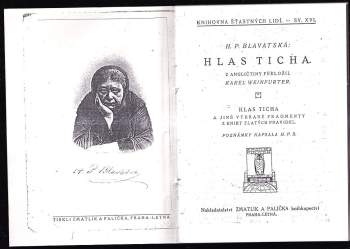 H. P. Blavatsky
TISKLI ZMATLÍK A PALIČKA, PRAHA-LETNÁ.
KNIHOVNA ŠŤASTNÝCH LIDÍ. — SV. XVI.
H. P. BLAVATSKÁ:
HLAS TICHA.
Z ANGLIČTINY PŘELOŽIL
KAREL WEINFURTER.
HLAS TICHA
A JINÉ VYBRANÉ FRAGMENTY
Z KNIHY ZLATÝCH PRAVIDEL.
POZNÁMKY NAPSALA H. P. B.
Nakladatelství ZMATLÍK A PALIČKA knihkupectví
PRAHA-LETNÁ.